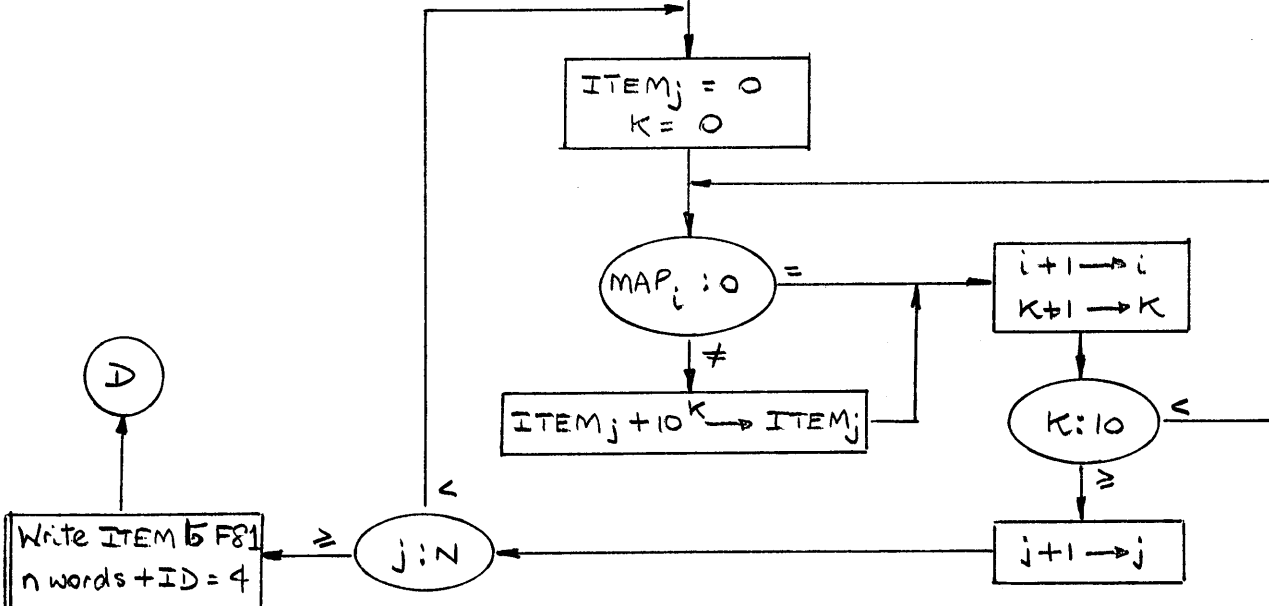 ITEMj = 0
K = 0
MAPi : 0
=
≠
i+1 → i
K+1 → K
ITEMj + 10^K → ITEMj
K:10
<
≥
j+1 → j
j:N
<
≥
Write ITEM to F81
n words + ID = 4
D